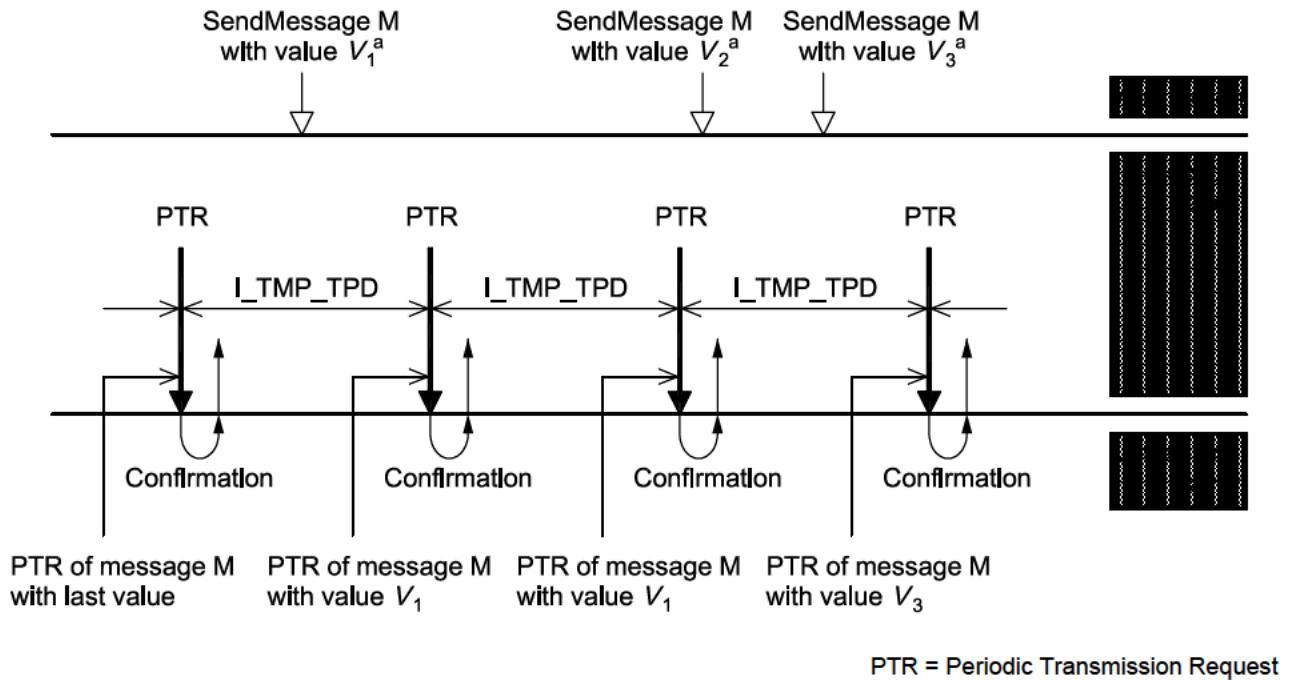 SendMessage M
with value V₁ᵃ
SendMessage M
with value V₂ᵃ
SendMessage M
with value V₃ᵃ
PTR
PTR
PTR
PTR
I_TMP_TPD
I_TMP_TPD
I_TMP_TPD
Confirmation
Confirmation
Confirmation
Confirmation
PTR of message M
with last value
PTR of message M
with value V₁
PTR of message M
with value V₁
PTR of message M
with value V₃
PTR = Periodic Transmission Request